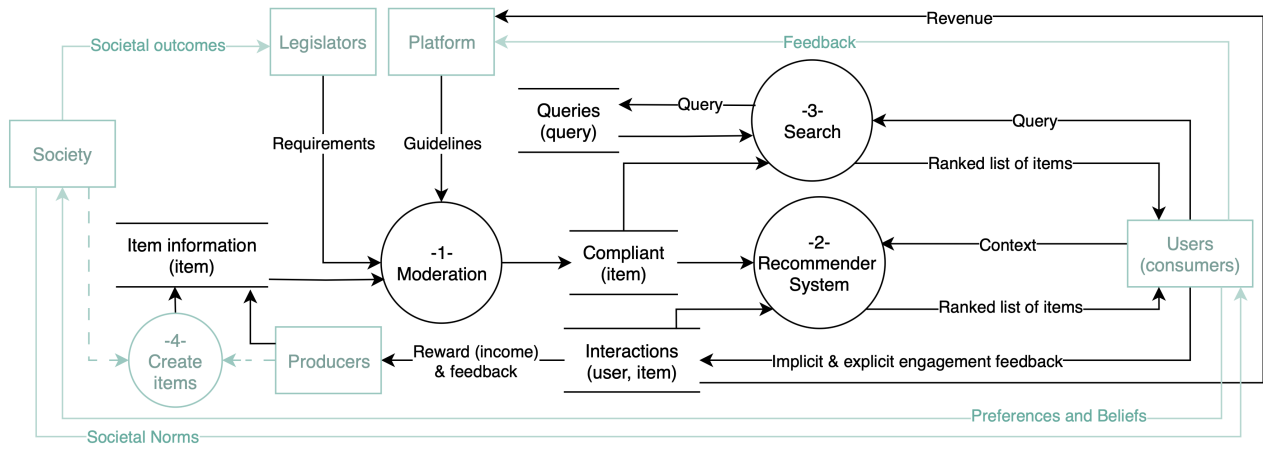 Revenue
Societal outcomes
Legislators
Platform
Feedback
Queries
(query)
Query
-3-
Search
Query
Requirements
Guidelines
Society
Ranked list of items
Item information
(item)
-1-
Moderation
Compliant
(item)
-2-
Recommender
System
Context
Users
(consumers)
Ranked list of items
-4-
Create
items
Producers
Reward (income)
& feedback
Interactions
(user, item)
Implicit & explicit engagement feedback
Preferences and Beliefs
Societal Norms